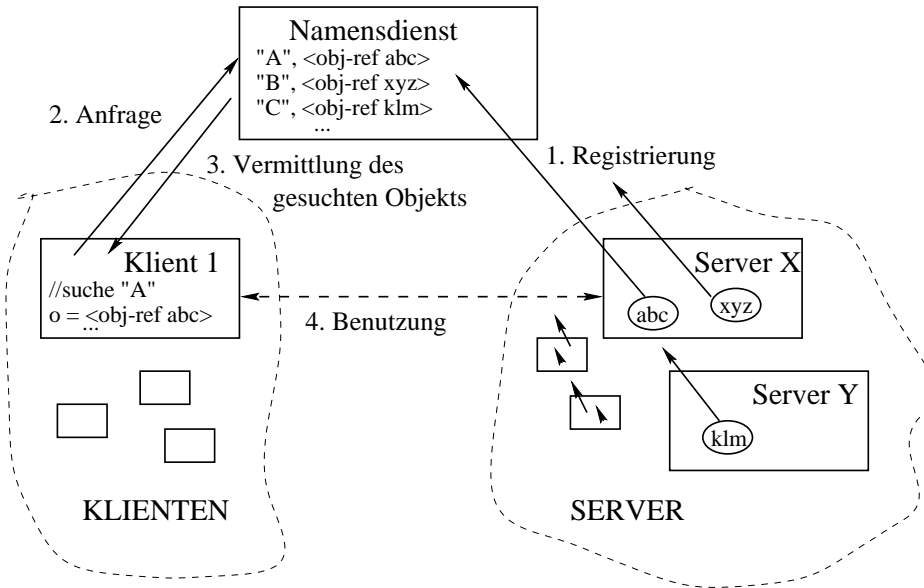 Namensdienst
"A", <obj-ref abc>
"B", <obj-ref xyz>
"C", <obj-ref klm>
...
2. Anfrage
3. Vermittlung des
gesuchten Objekts
1. Registrierung
Klient 1
//suche "A"
o = <obj-ref abc>
...
4. Benutzung
Server X
abc
xyz
Server Y
klm
KLIENTEN
SERVER